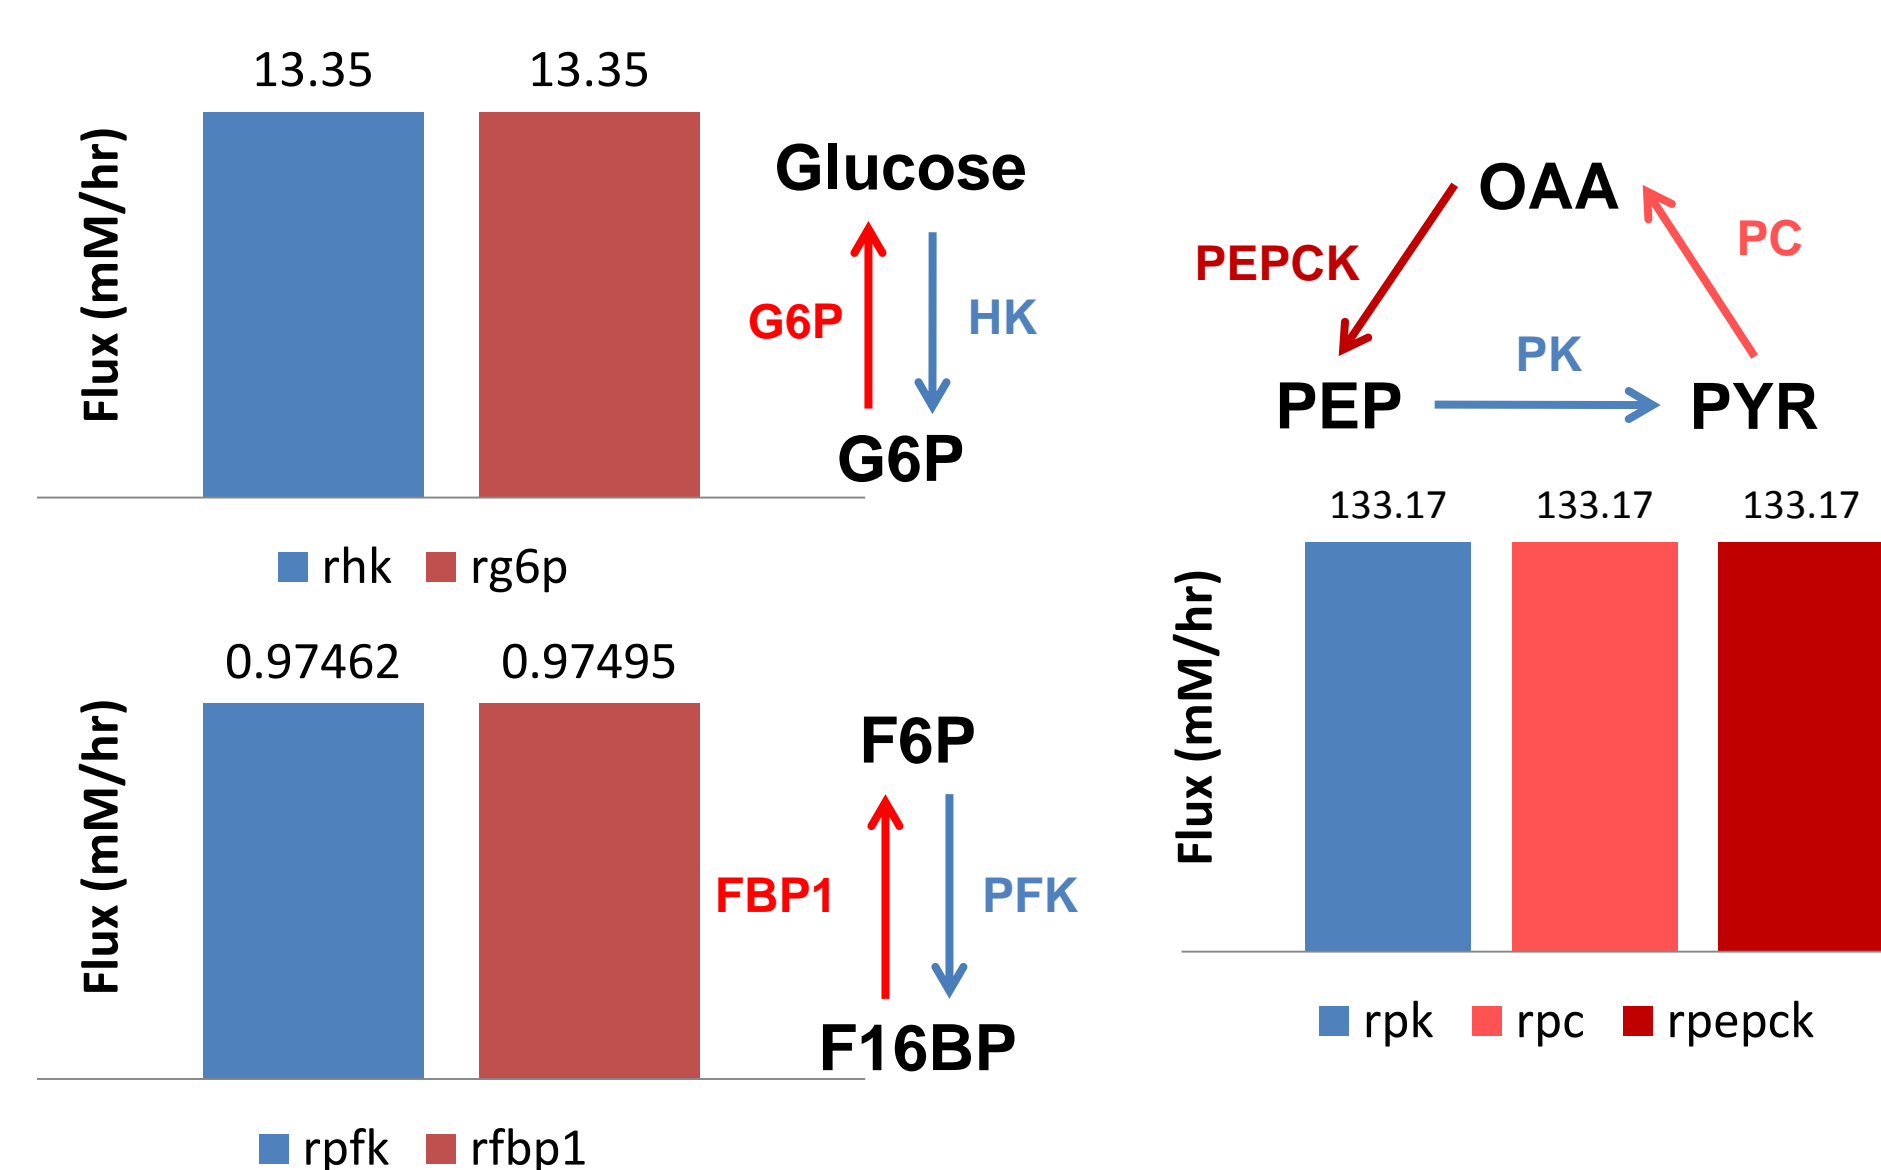 13.35 13.35
Flux (mM/hr)
rhk rg6p
Glucose
G6P HK
G6P
0.97462 0.97495
Flux (mM/hr)
rpfk rfbp1
F6P
FBP1 PFK
F16BP
OAA
PEPCK PC
PK
PEP PYR
133.17 133.17 133.17
Flux (mM/hr)
rpk rpc rpepck